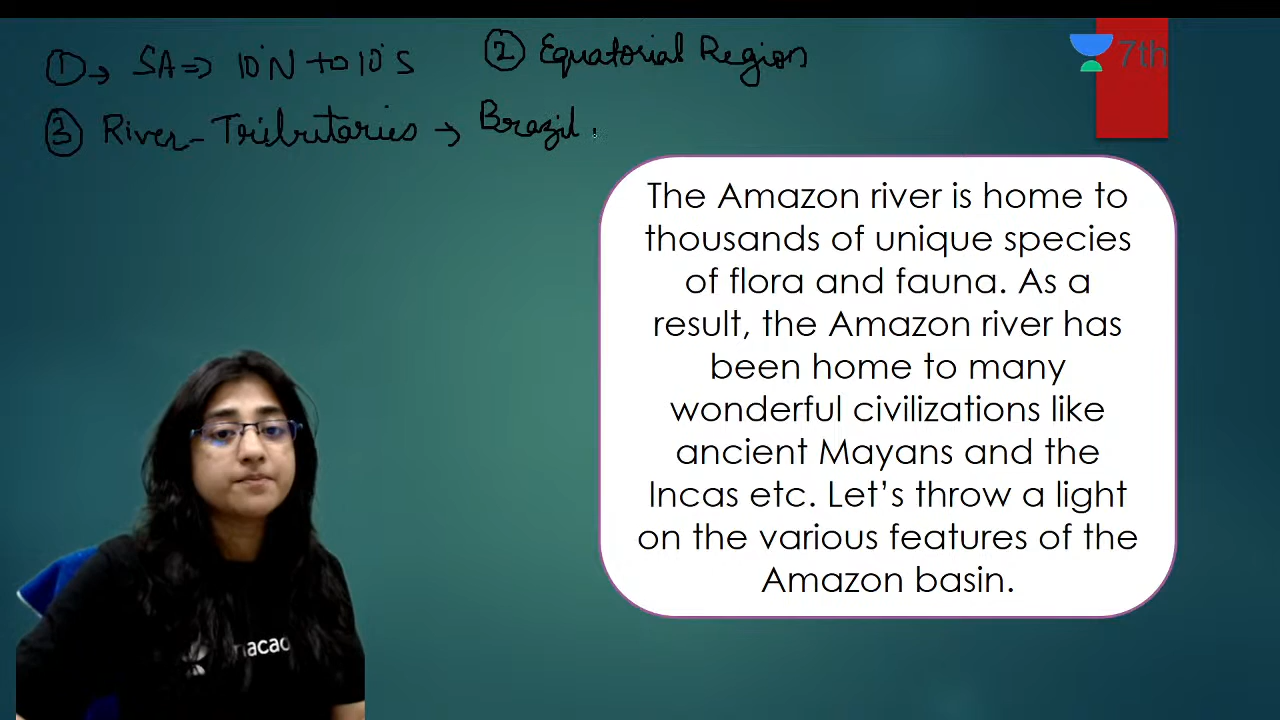 ① → SA ⇒ 10°N to 10°S ② Equatorial Region
③ River - Tributaries → Brazil,
7th
The Amazon river is home to
thousands of unique species
of flora and fauna. As a
result, the Amazon river has
been home to many
wonderful civilizations like
ancient Mayans and the
Incas etc. Let’s throw a light
on the various features of the
Amazon basin.
nacad